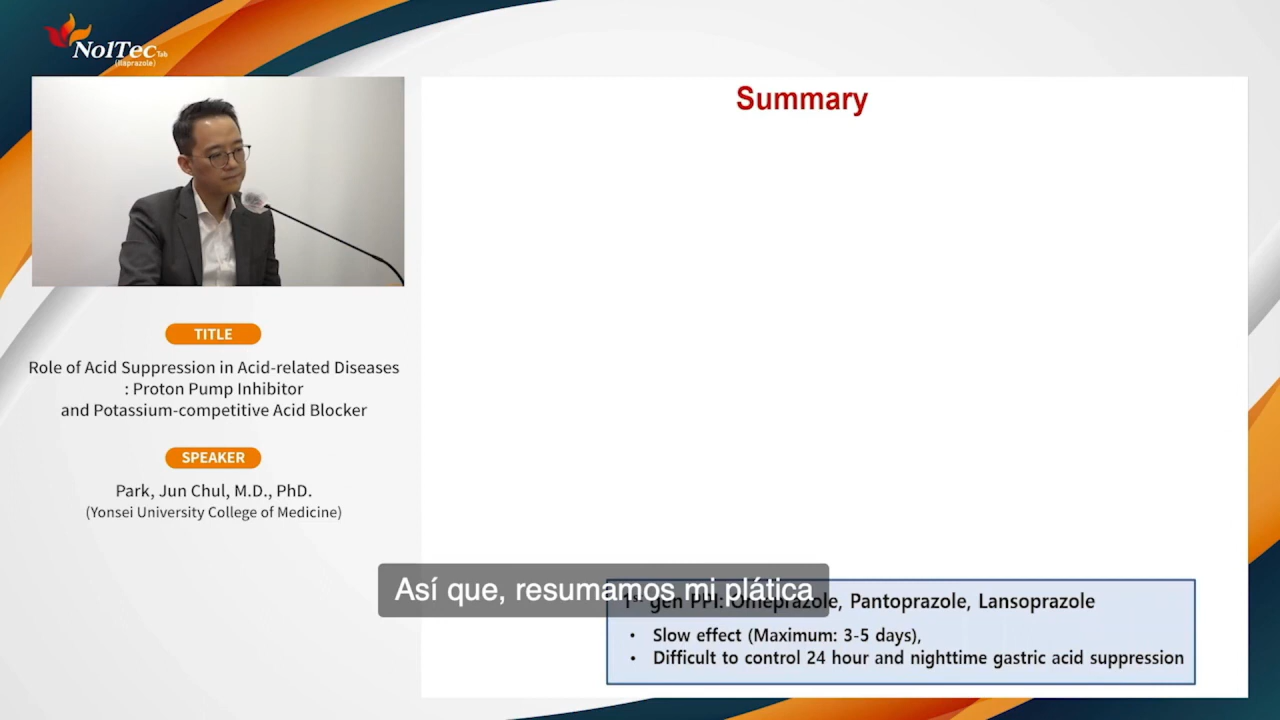 NolTec Tab
(Ilaprazole)
Summary
TITLE
Role of Acid Suppression in Acid-related Diseases
: Proton Pump Inhibitor
and Potassium-competitive Acid Blocker
SPEAKER
Park, Jun Chul, M.D., PhD.
(Yonsei University College of Medicine)
Así que, resumamos mi plática
1st gen PPI: Omeprazole, Pantoprazole, Lansoprazole
• Slow effect (Maximum: 3-5 days),
• Difficult to control 24 hour and nighttime gastric acid suppression